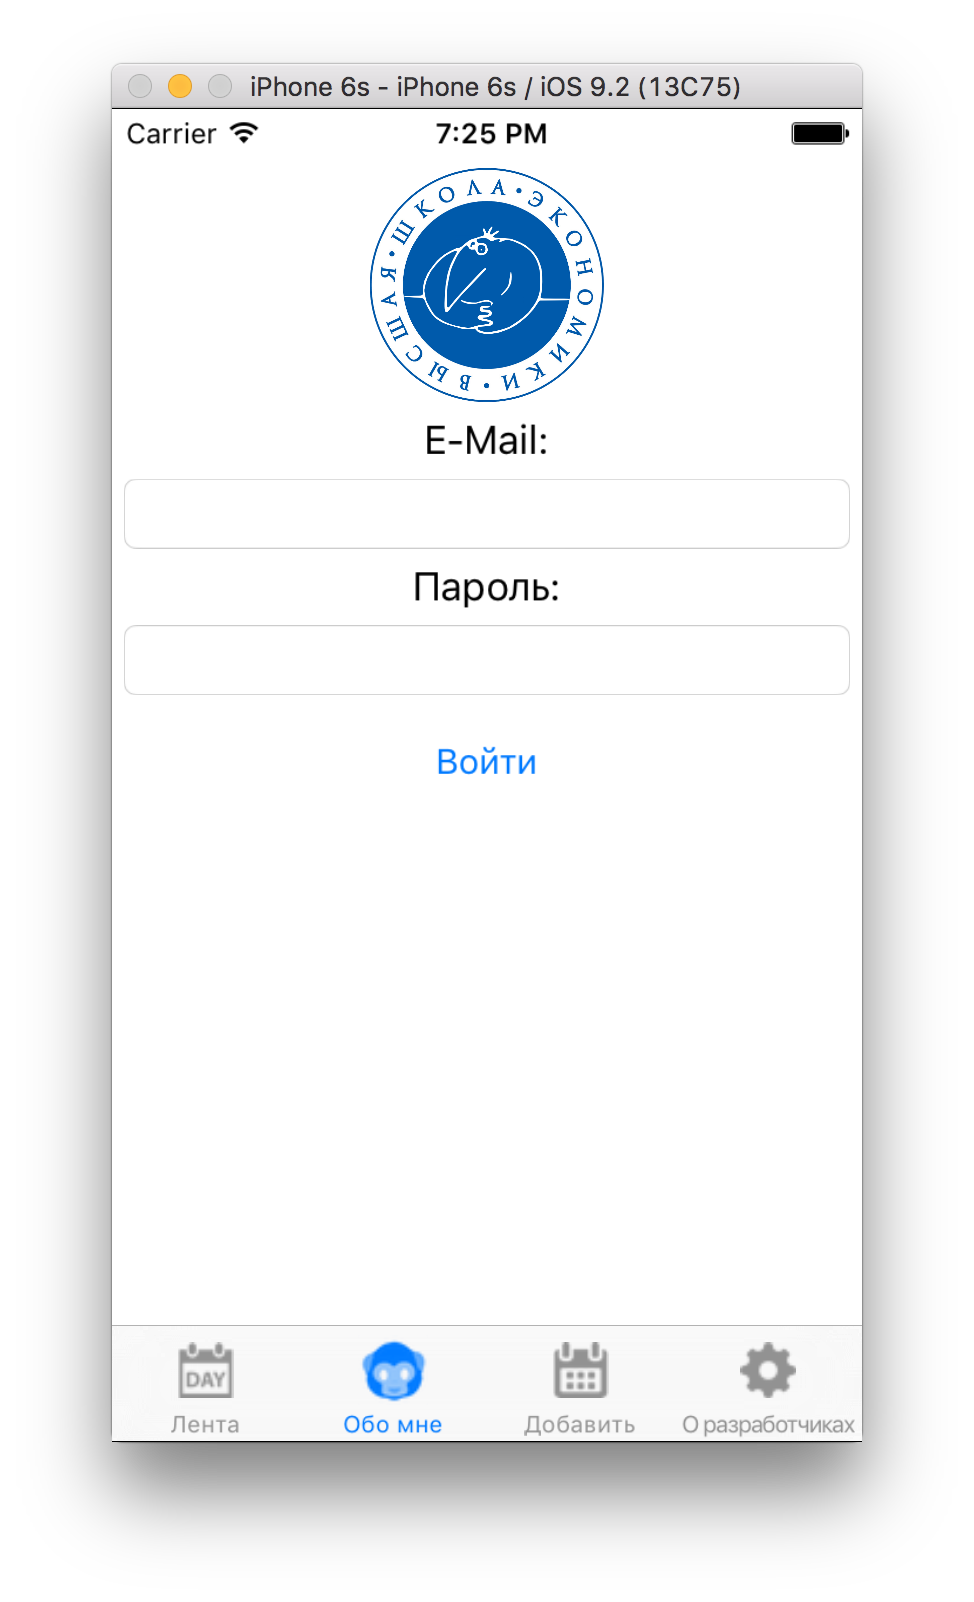 iPhone 6s - iPhone 6s / iOS 9.2 (13C75)
Carrier 7:25 PM
ВЫСШАЯ•ШКОЛА•ЭКОНОМИКИ•
E-Mail:
Пароль:
Войти
DAY
Лента Обо мне Добавить О разработчиках